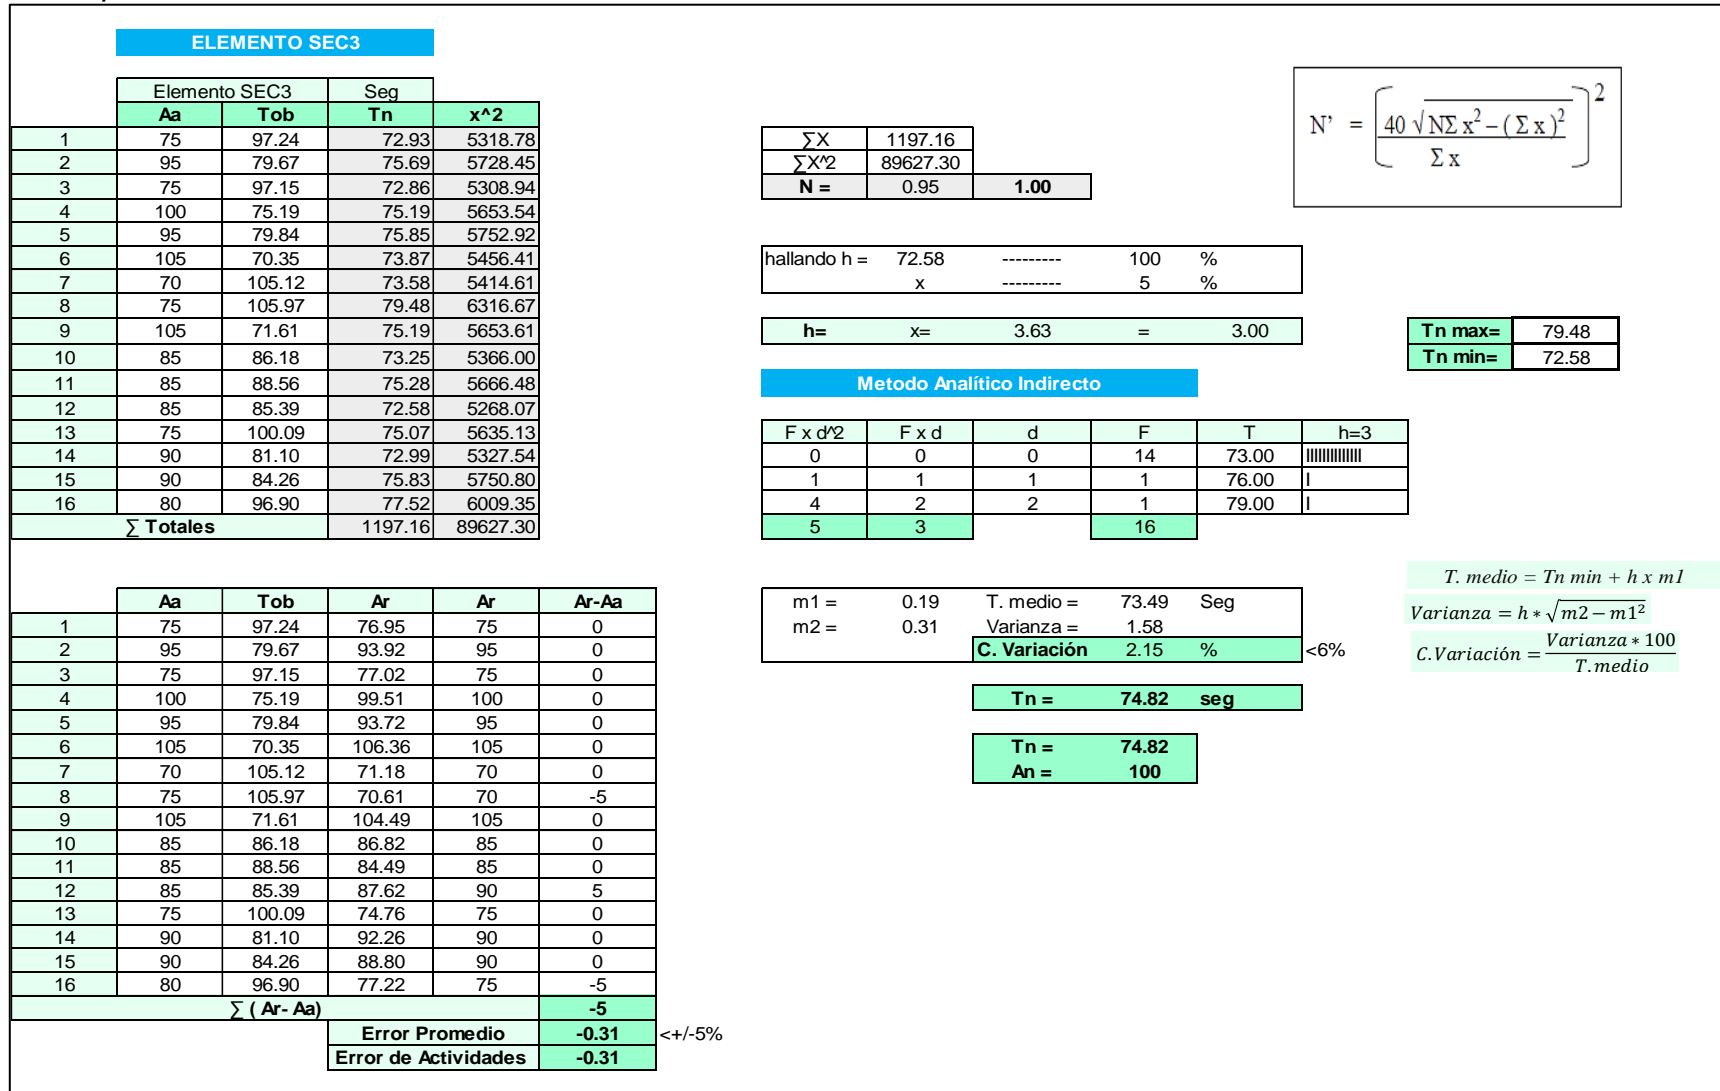 ELEMENTO SEC3
Elemento SEC3 Seg
Aa Tob Tn x^2
1 75 97.24 72.93 5318.78
2 95 79.67 75.69 5728.45
3 75 97.15 72.86 5308.94
4 100 75.19 75.19 5653.54
5 95 79.84 75.85 5752.92
6 105 70.35 73.87 5456.41
7 70 105.12 73.58 5414.61
8 75 105.97 79.48 6316.67
9 105 71.61 75.19 5653.61
10 85 86.18 73.25 5366.00
11 85 88.56 75.28 5666.48
12 85 85.39 72.58 5268.07
13 75 100.09 75.07 5635.13
14 90 81.10 72.99 5327.54
15 90 84.26 75.83 5750.80
16 80 96.90 77.52 6009.35
∑ Totales 1197.16 89627.30
∑X 1197.16
∑X^2 89627.30
N = 0.95 1.00
N' = ( 40 √ NΣ x² – ( Σ x )² / Σ x )²
hallando h = 72.58 --------- 100 %
x --------- 5 %
h= x= 3.63 = 3.00
Tn max= 79.48
Tn min= 72.58
Metodo Analítico Indirecto
F x d^2 F x d d F T h=3
0 0 0 14 73.00 IIIIIIIIIIIIII
1 1 1 1 76.00 I
4 2 2 1 79.00 I
5 3 16
m1 = 0.19 T. medio = 73.49 Seg
m2 = 0.31 Varianza = 1.58
C. Variación 2.15 % <6%
T. medio = Tn min + h x m1
Varianza = h * √m2 − m1²
C.Variación = Varianza * 100 / T.medio
Tn = 74.82 seg
Tn = 74.82
An = 100
Aa Tob Ar Ar Ar-Aa
1 75 97.24 76.95 75 0
2 95 79.67 93.92 95 0
3 75 97.15 77.02 75 0
4 100 75.19 99.51 100 0
5 95 79.84 93.72 95 0
6 105 70.35 106.36 105 0
7 70 105.12 71.18 70 0
8 75 105.97 70.61 70 -5
9 105 71.61 104.49 105 0
10 85 86.18 86.82 85 0
11 85 88.56 84.49 85 0
12 85 85.39 87.62 90 5
13 75 100.09 74.76 75 0
14 90 81.10 92.26 90 0
15 90 84.26 88.80 90 0
16 80 96.90 77.22 75 -5
∑ ( Ar- Aa) -5
Error Promedio -0.31 <+/-5%
Error de Actividades -0.31